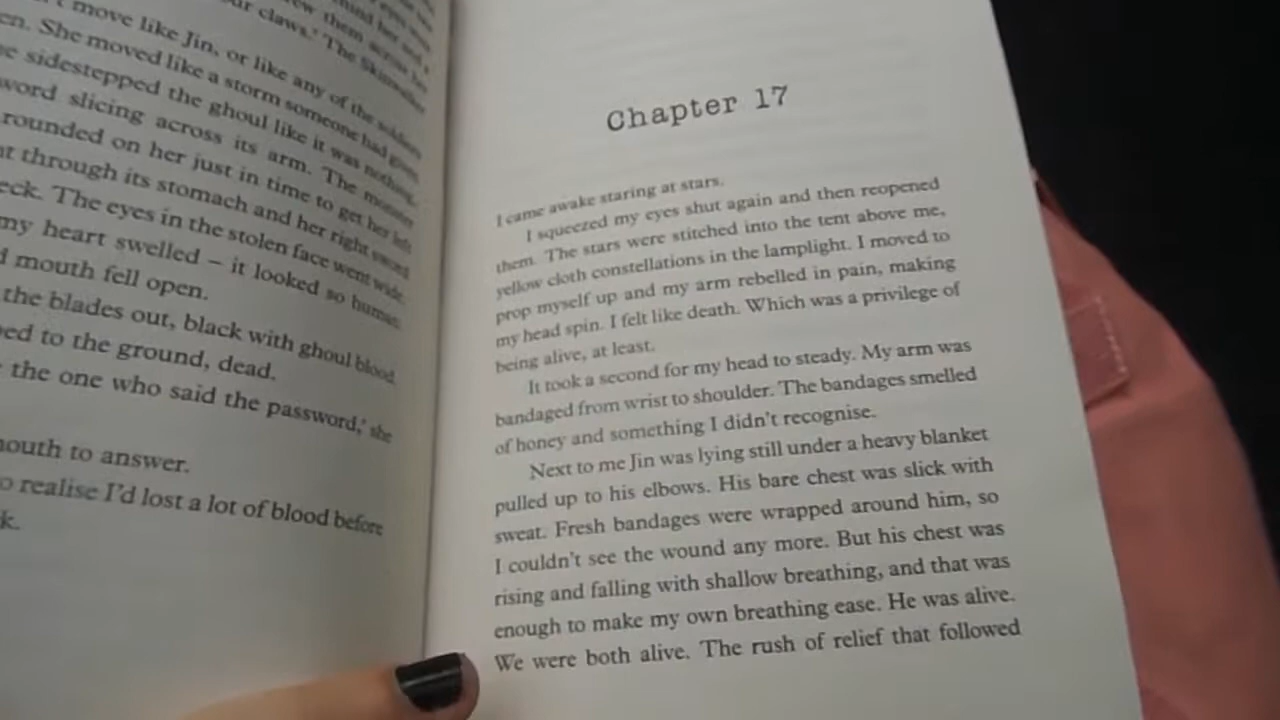 move like Jin, or like any of the soldiers
She moved like a storm someone had given
sidestepped the ghoul like it was nothing,
word slicing across its arm. The monster
rounded on her just in time to get her left
through its stomach and her right sword
eck. The eyes in the stolen face went wide.
my heart swelled – it looked so human.
mouth fell open.
the blades out, black with ghoul blood.
ed to the ground, dead.
the one who said the password,' she
outh to answer.
o realise I'd lost a lot of blood before
k.
Chapter 17
I came awake staring at stars.
I squeezed my eyes shut again and then reopened
them. The stars were stitched into the tent above me,
yellow cloth constellations in the lamplight. I moved to
prop myself up and my arm rebelled in pain, making
my head spin. I felt like death. Which was a privilege of
being alive, at least.
It took a second for my head to steady. My arm was
bandaged from wrist to shoulder. The bandages smelled
of honey and something I didn't recognise.
Next to me Jin was lying still under a heavy blanket
pulled up to his elbows. His bare chest was slick with
sweat. Fresh bandages were wrapped around him, so
I couldn't see the wound any more. But his chest was
rising and falling with shallow breathing, and that was
enough to make my own breathing ease. He was alive.
We were both alive. The rush of relief that followed